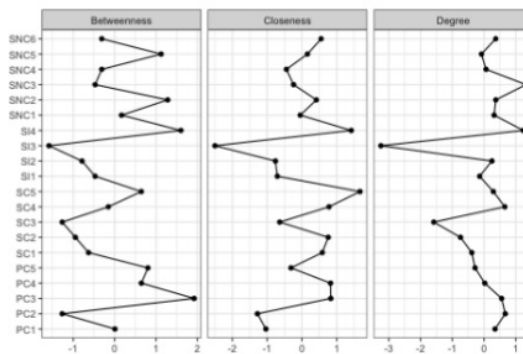 Betweenness Closeness Degree
SNC6
SNC5
SNC4
SNC3
SNC2
SNC1
SI4
SI3
SI2
SI1
SC5
SC4
SC3
SC2
SC1
PC5
PC4
PC3
PC2
PC1
-1 0 1 2 -2 -1 0 1 -3 -2 -1 0 1